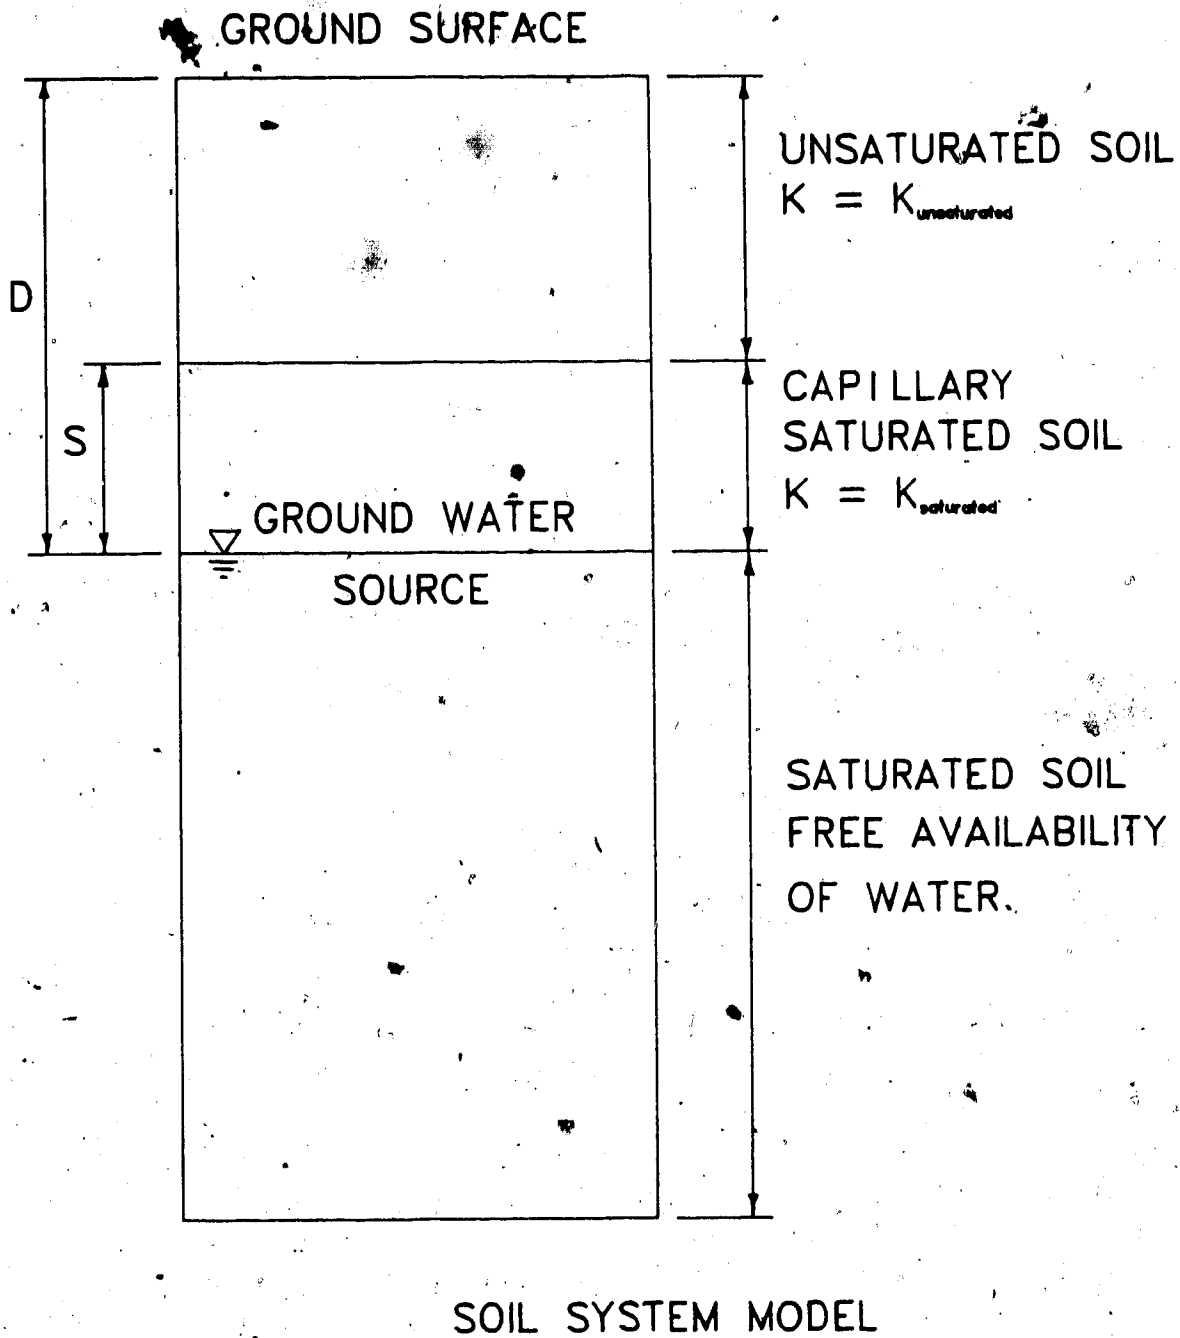 GROUND SURFACE
UNSATURATED SOIL
K = Kunsaturated
D
CAPILLARY
SATURATED SOIL
K = Ksaturated
S
GROUND WATER
SOURCE
SATURATED SOIL
FREE AVAILABILITY
OF WATER.
SOIL SYSTEM MODEL